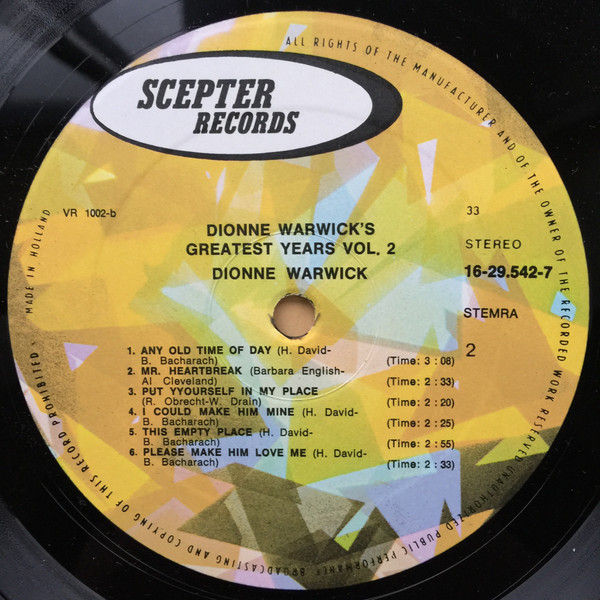 SCEPTER
RECORDS
ALL RIGHTS OF THE MANUFACTURER AND OF THE OWNER OF THE RECORDED WORK RESERVED UNAUTHORIZED PUBLIC PERFORMANCE BROADCASTING AND COPYING OF THIS RECORD PROHIBITED · MADE IN HOLLAND
VR 1002-b
33
DIONNE WARWICK'S
GREATEST YEARS VOL. 2
DIONNE WARWICK
STEREO
16-29.542-7
STEMRA
2
1. ANY OLD TIME OF DAY (H. David-
B. Bacharach) (Time: 3 : 08)
2. MR. HEARTBREAK (Barbara English-
Al Cleveland) (Time: 2 : 33)
3. PUT YYOURSELF IN MY PLACE
(R. Obrecht-W. Drain) (Time: 2 : 20)
4. I COULD MAKE HIM MINE (H. David-
B. Bacharach) (Time: 2 : 25)
5. THIS EMPTY PLACE (H. David-
B. Bacharach) (Time: 2 : 55)
6. PLEASE MAKE HIM LOVE ME (H. David-
B. Bacharach) (Time: 2 : 33)